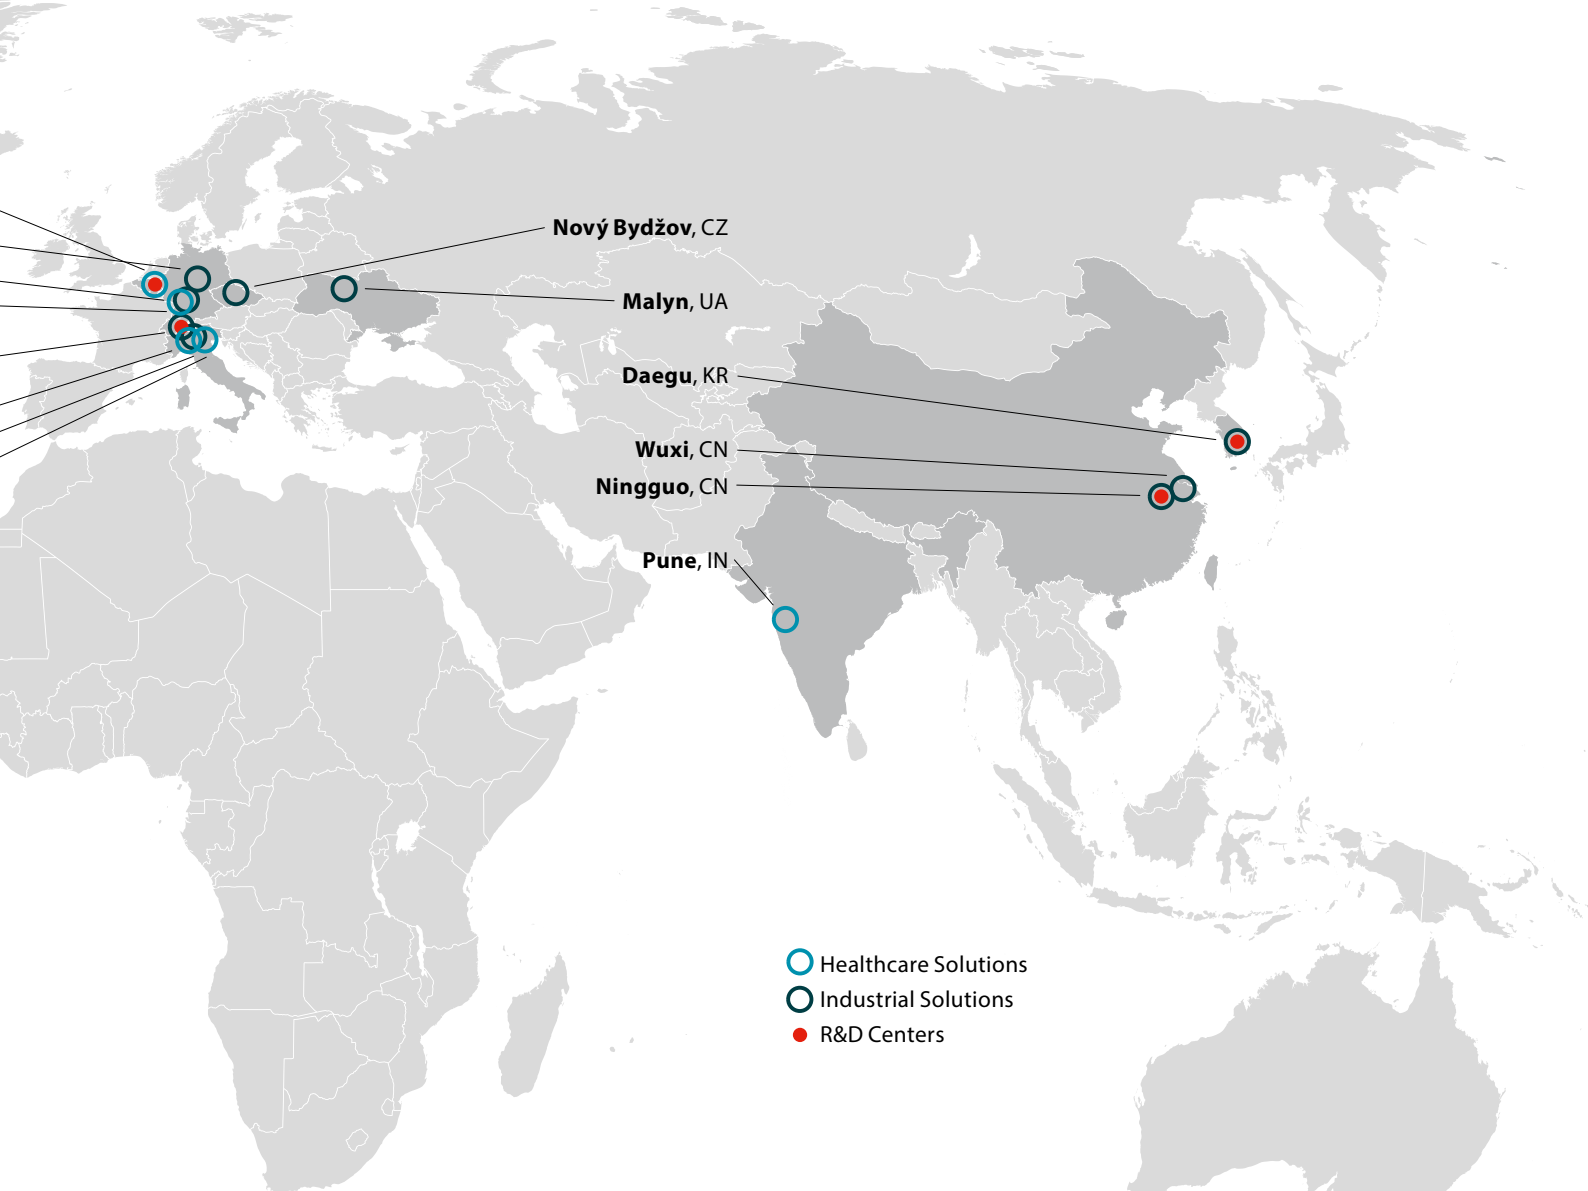 Nový Bydžov, CZ
Malyn, UA
Daegu, KR
Wuxi, CN
Ningguo, CN
Pune, IN
Healthcare Solutions
Industrial Solutions
R&D Centers